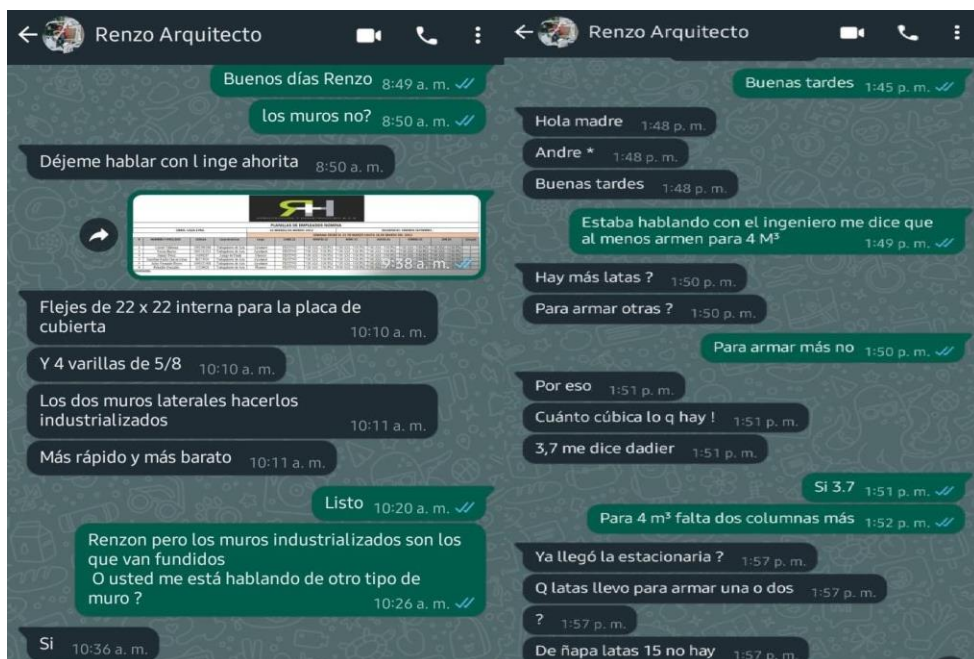 Renzo Arquitecto
Buenos días Renzo 8:49 a. m.
los muros no? 8:50 a. m.
Déjeme hablar con l inge ahorita 8:50 a. m.
9:38 a. m.
Flejes de 22 x 22 interna para la placa de
cubierta 10:10 a. m.
Y 4 varillas de 5/8 10:10 a. m.
Los dos muros laterales hacerlos
industrializados 10:11 a. m.
Más rápido y más barato 10:11 a. m.
Listo 10:20 a. m.
Renzon pero los muros industrializados son los
que van fundidos
O usted me está hablando de otro tipo de
muro ? 10:26 a. m.
Si 10:36 a. m.
Renzo Arquitecto
Buenas tardes 1:45 p. m.
Hola madre 1:48 p. m.
Andre * 1:48 p. m.
Buenas tardes 1:48 p. m.
Estaba hablando con el ingeniero me dice que
al menos armen para 4 M³ 1:49 p. m.
Hay más latas ? 1:50 p. m.
Para armar otras ? 1:50 p. m.
Para armar más no 1:50 p. m.
Por eso 1:51 p. m.
Cuánto cúbica lo q hay ! 1:51 p. m.
3,7 me dice dadier 1:51 p. m.
Si 3.7 1:51 p. m.
Para 4 m³ falta dos columnas más 1:52 p. m.
Ya llegó la estacionaria ? 1:57 p. m.
Q latas llevo para armar una o dos 1:57 p. m.
? 1:57 p. m.
De ñapa latas 15 no hay 1:57 p. m.